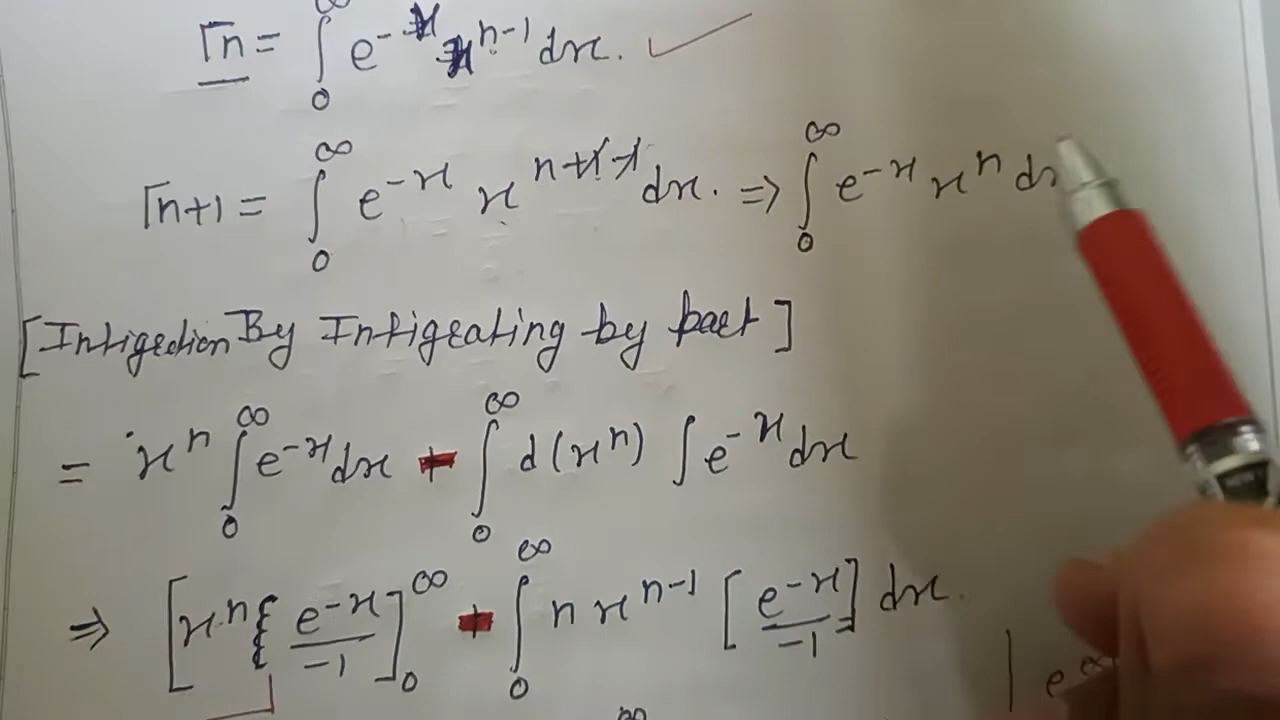 Γn = ∫₀^∞ e^-x x^n-1 dx. ✓
Γn+1 = ∫₀^∞ e^-x x^n+1-1 dx. ⇒ ∫₀^∞ e^-x x^n d
[Intigection By Intigrating by part]
= x^n ∫₀^∞ e^-x dx - ∫₀^∞ d(x^n) ∫e^-x dx
⇒ [x^n { e^-x/-1 ]₀^∞ - ∫₀^∞ n x^n-1 [e^-x/-1] dx.